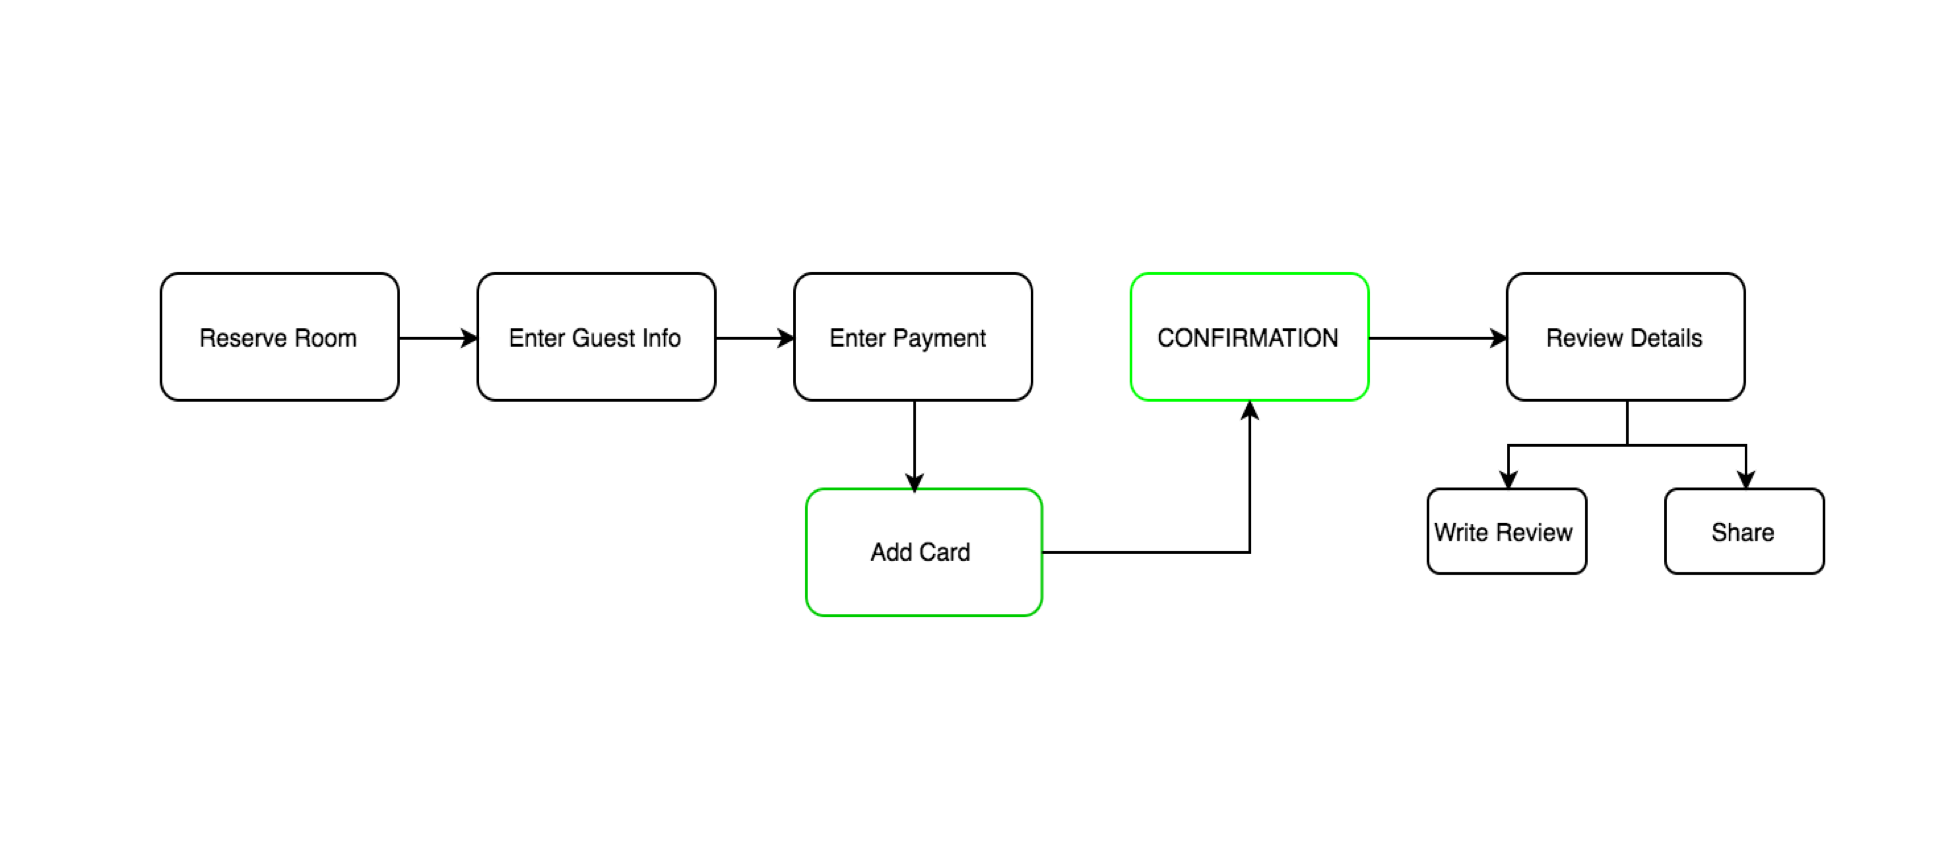 Reserve Room
Enter Guest Info
Enter Payment
CONFIRMATION
Review Details
Add Card
Write Review
Share